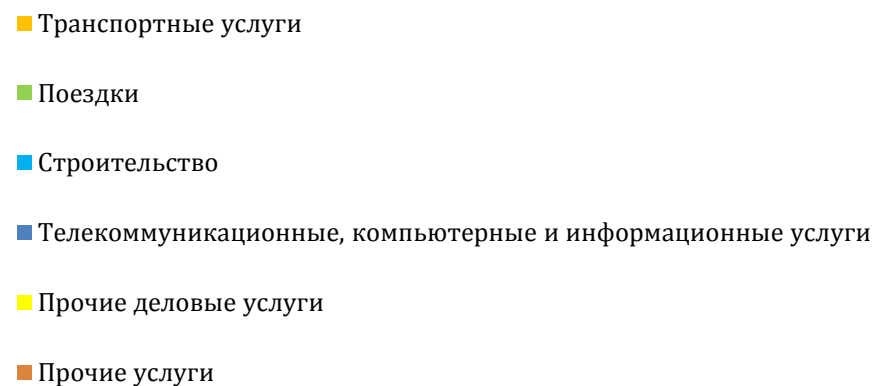 Транспортные услуги
Поездки
Строительство
Телекоммуникационные, компьютерные и информационные услуги
Прочие деловые услуги
Прочие услуги